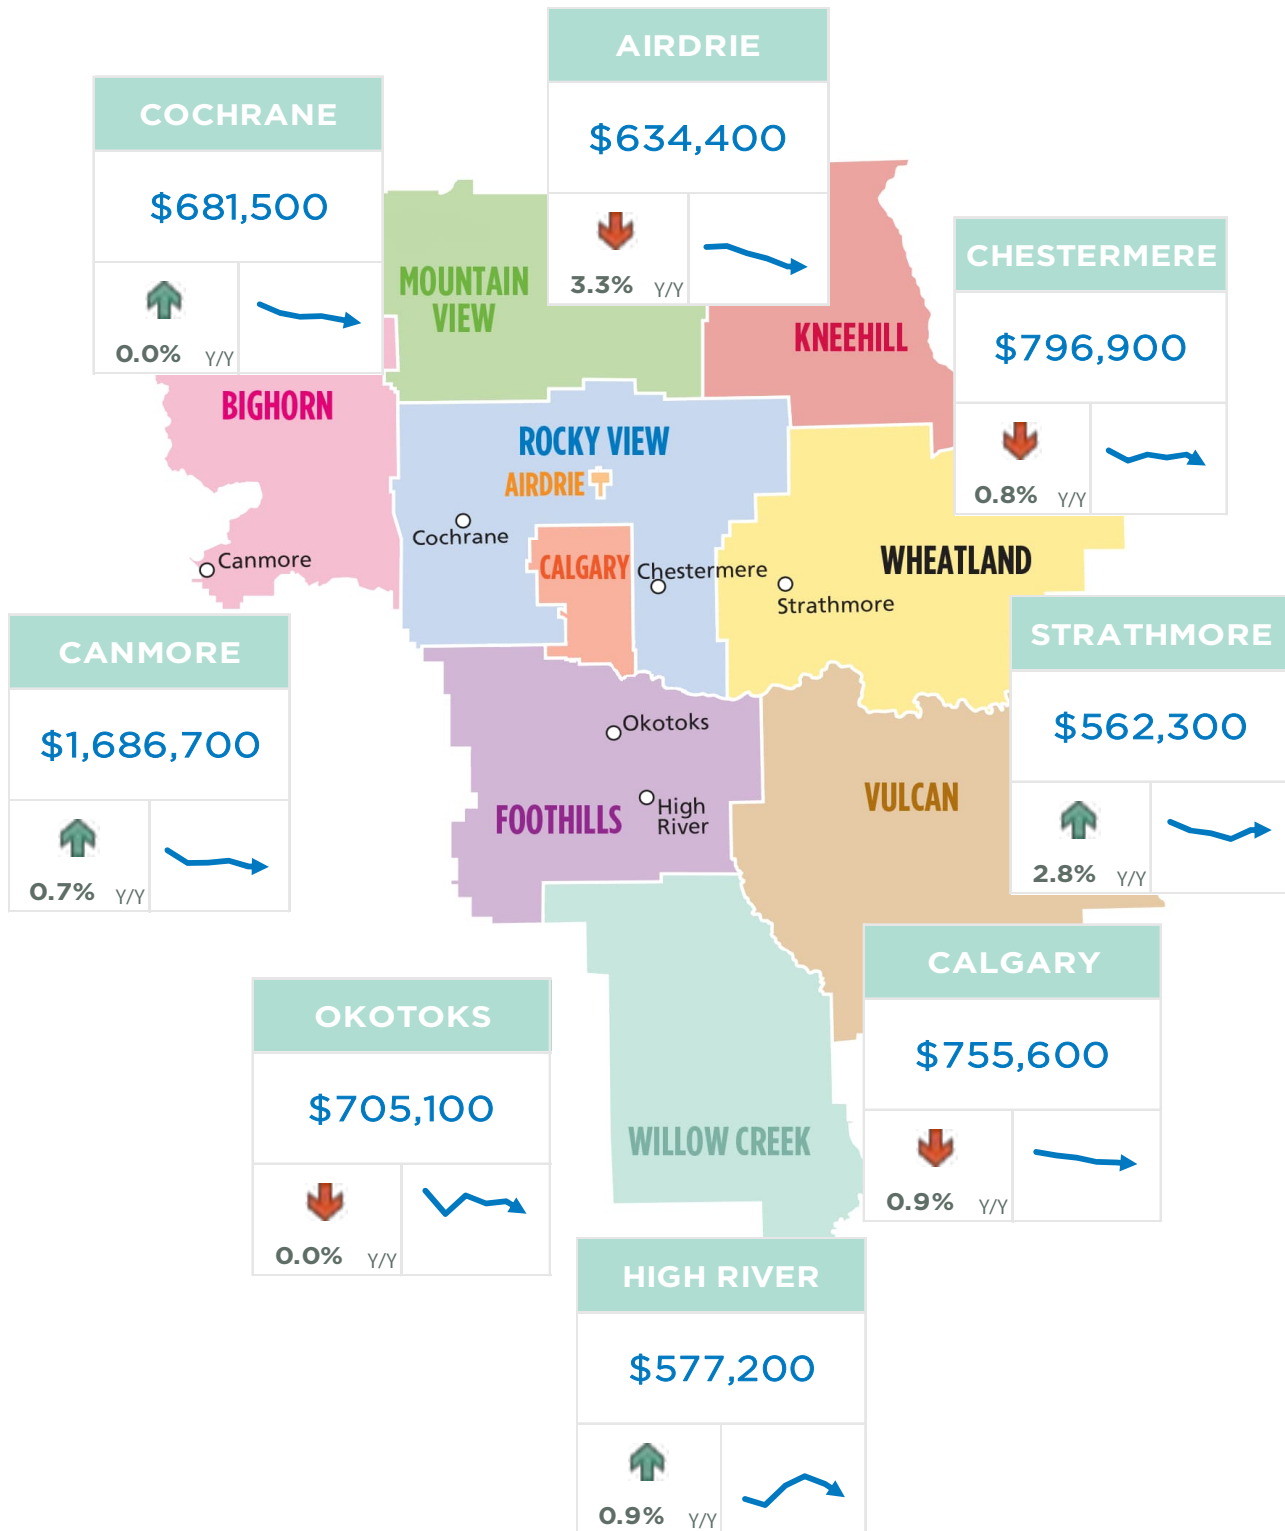 AIRDRIE
$634,400
3.3% Y/Y
COCHRANE
$681,500
0.0% Y/Y
CHESTERMERE
$796,900
0.8% Y/Y
MOUNTAIN
VIEW
KNEEHILL
BIGHORN
ROCKY VIEW
AIRDRIE
Cochrane
Canmore
CALGARY
Chestermere
WHEATLAND
Strathmore
CANMORE
$1,686,700
0.7% Y/Y
STRATHMORE
$562,300
2.8% Y/Y
Okotoks
High
River
FOOTHILLS
VULCAN
OKOTOKS
$705,100
0.0% Y/Y
CALGARY
$755,600
0.9% Y/Y
WILLOW CREEK
HIGH RIVER
$577,200
0.9% Y/Y